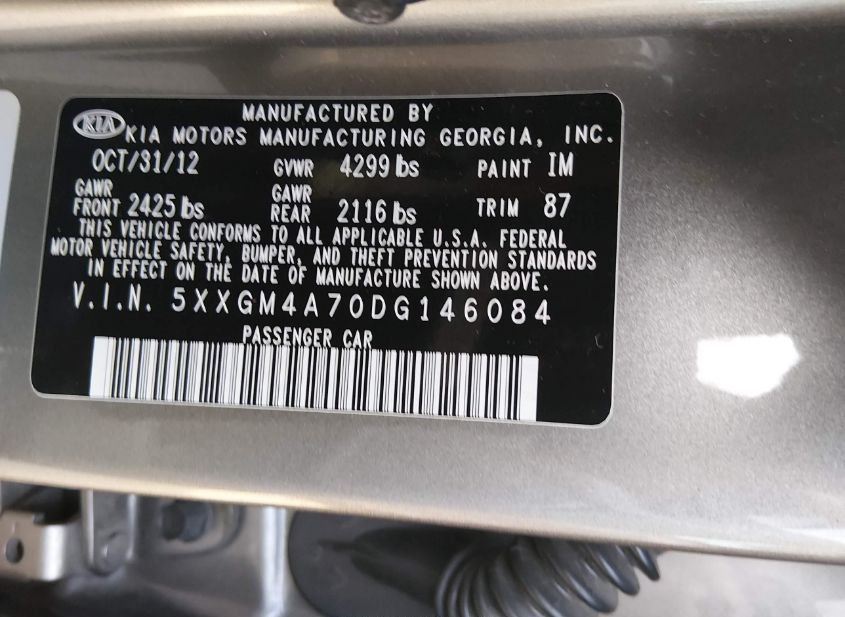 MANUFACTURED BY
KIA KIA MOTORS MANUFACTURING GEORGIA, INC.
OCT/31/12 GVWR 4299 lbs PAINT IM
GAWR FRONT 2425 lbs GAWR REAR 2116 lbs TRIM 87
THIS VEHICLE CONFORMS TO ALL APPLICABLE U.S.A. FEDERAL
MOTOR VEHICLE SAFETY, BUMPER, AND THEFT PREVENTION STANDARDS
IN EFFECT ON THE DATE OF MANUFACTURE SHOWN ABOVE.
V.I.N. 5XXGM4A70DG146084
PASSENGER CAR